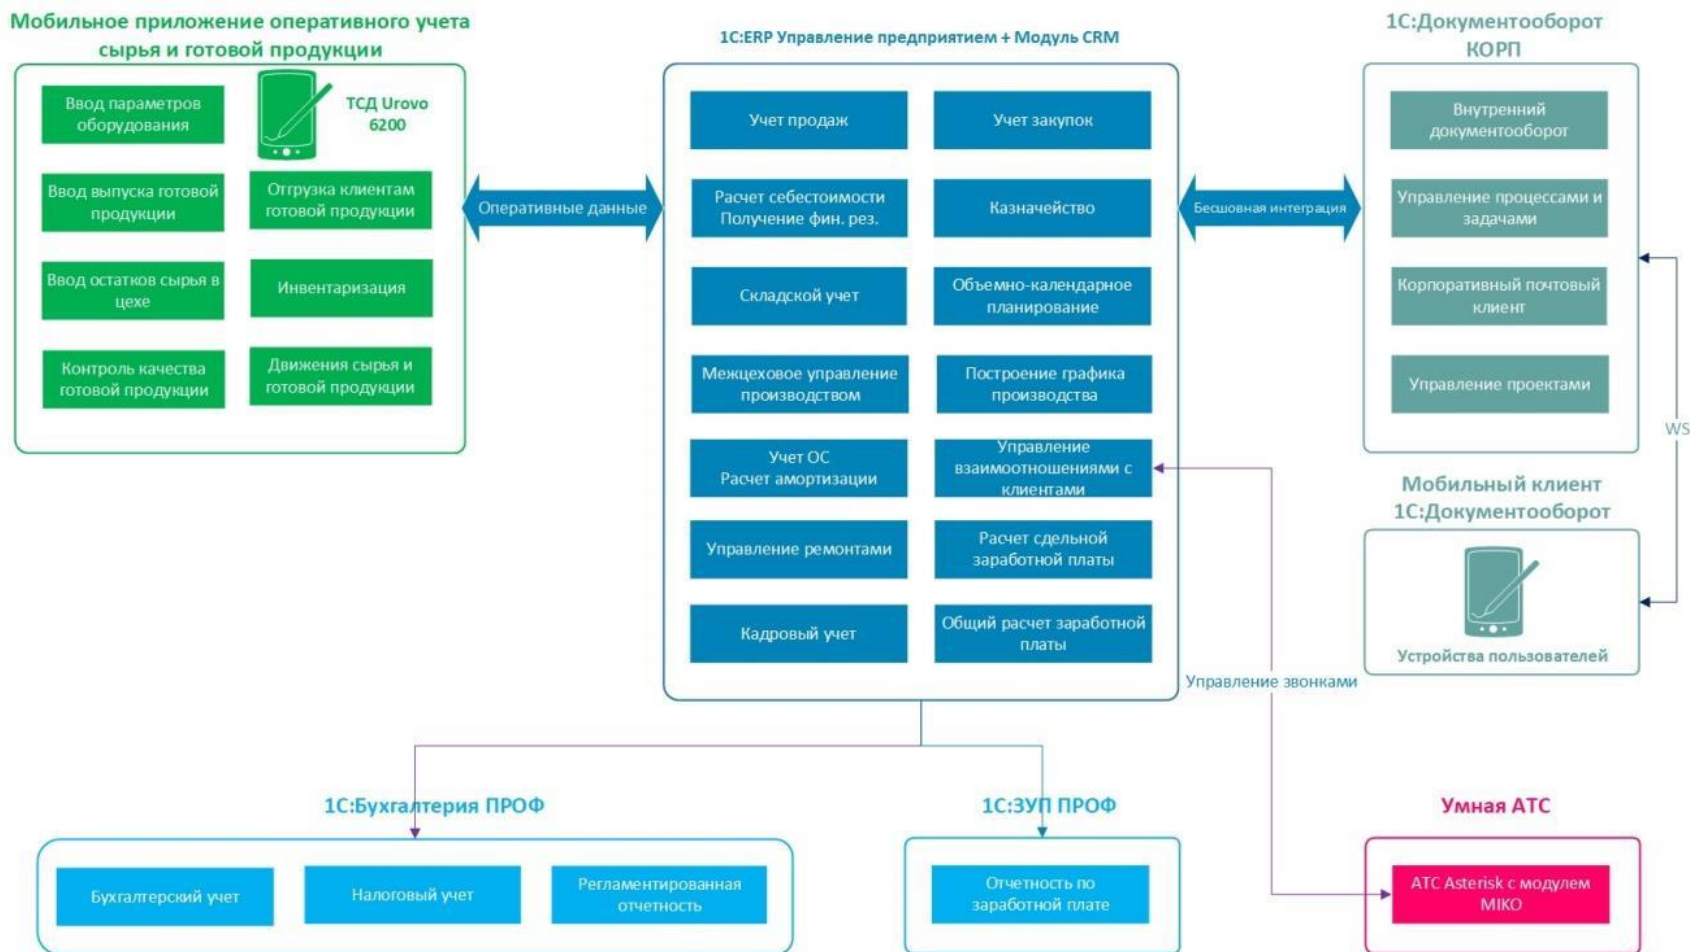 Мобильное приложение оперативного учета
сырья и готовой продукции
Ввод параметров
оборудования
ТСД Urovo
6200
Ввод выпуска готовой
продукции
Отгрузка клиентам
готовой продукции
Ввод остатков сырья в
цехе
Инвентаризация
Контроль качества
готовой продукции
Движения сырья и
готовой продукции
Оперативные данные
1С:ERP Управление предприятием + Модуль CRM
Учет продаж
Учет закупок
Расчет себестоимости
Получение фин. рез.
Казначейство
Складской учет
Объемно-календарное
планирование
Межцеховое управление
производством
Построение графика
производства
Учет ОС
Расчет амортизации
Управление
взаимоотношениями с
клиентами
Управление ремонтами
Расчет сдельной
заработной платы
Кадровый учет
Общий расчет заработной
платы
Бесшовная интеграция
1С:Документооборот
КОРП
Внутренний
документооборот
Управление процессами и
задачами
Корпоративный почтовый
клиент
Управление проектами
WS
Мобильный клиент
1С:Документооборот
Устройства пользователей
Управление звонками
1С:Бухгалтерия ПРОФ
Бухгалтерский учет
Налоговый учет
Регламентированная
отчетность
1С:ЗУП ПРОФ
Отчетность по
заработной плате
Умная АТС
АТС Asterisk с модулем
MIKO